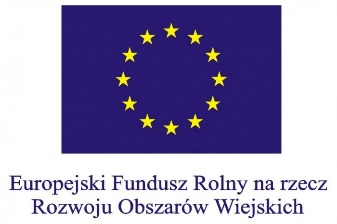 Europejski Fundusz Rolny na rzecz
Rozwoju Obszarów Wiejskich